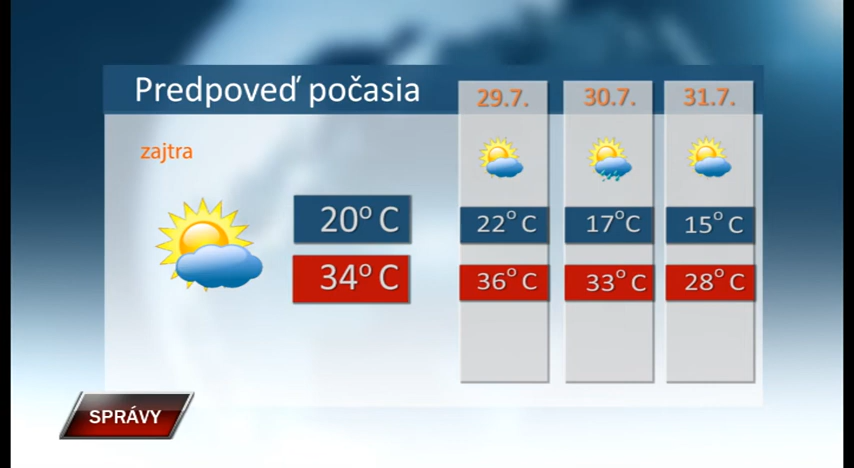 Predpoveď počasia
zajtra
20° C
34° C
29.7. 30.7. 31.7.
22° C 17°C 15° C
36° C 33° C 28° C
SPRÁVY